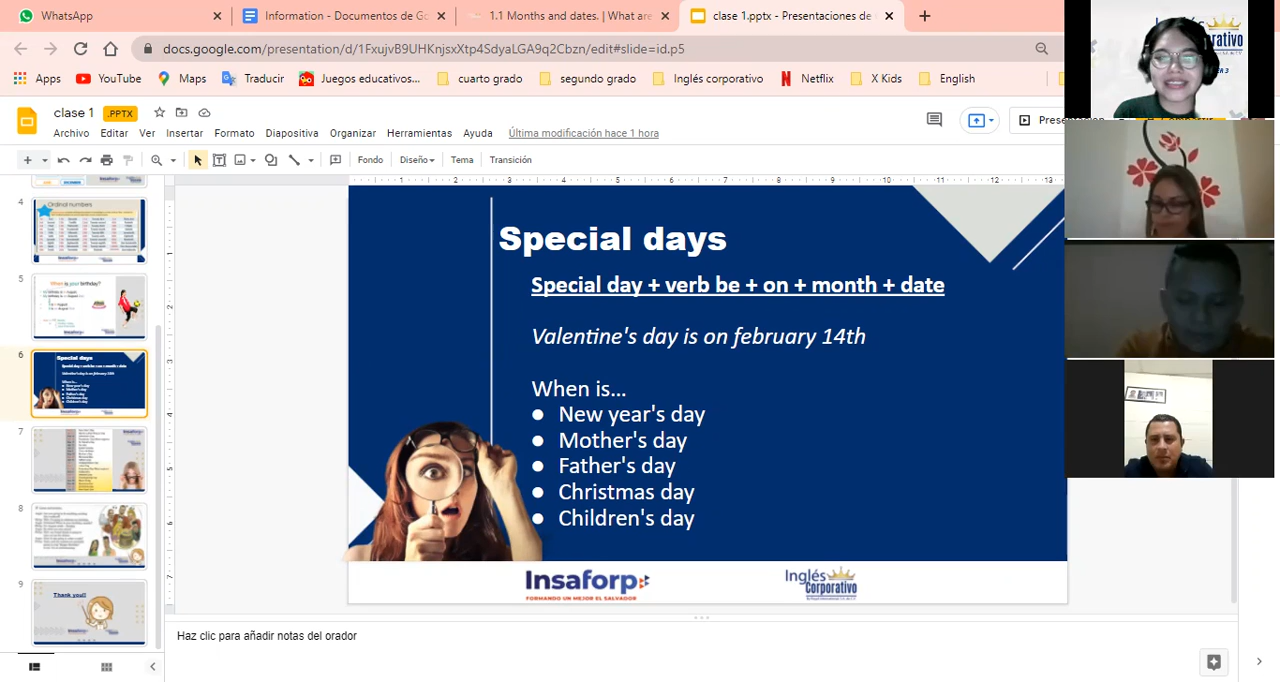 WhatsApp
Information - Documentos de Go
1.1 Months and dates. | What are
clase 1.pptx - Presentaciones de
docs.google.com/presentation/d/1FxujvB9UHKnjsxXtp4SdyaLGA9q2Cbzn/edit#slide=id.p5
Apps
YouTube
Maps
Traducir
Juegos educativos...
cuarto grado
segundo grado
Inglés corporativo
Netflix
X Kids
English
clase 1
.PPTX
Archivo
Editar
Ver
Insertar
Formato
Diapositiva
Organizar
Herramientas
Ayuda
Última modificación hace 1 hora
Fondo
Diseño
Tema
Transición
4
Ordinal numbers
5
When is your birthday?
6
Special days
7
8
9
Thank you!!
Special days
Special day + verb be + on + month + date
Valentine's day is on february 14th
When is...
● New year's day
● Mother's day
● Father's day
● Christmas day
● Children's day
Insaforp
FORMANDO UN MEJOR EL SALVADOR
Inglés
Corporativo
Haz clic para añadir notas del orador